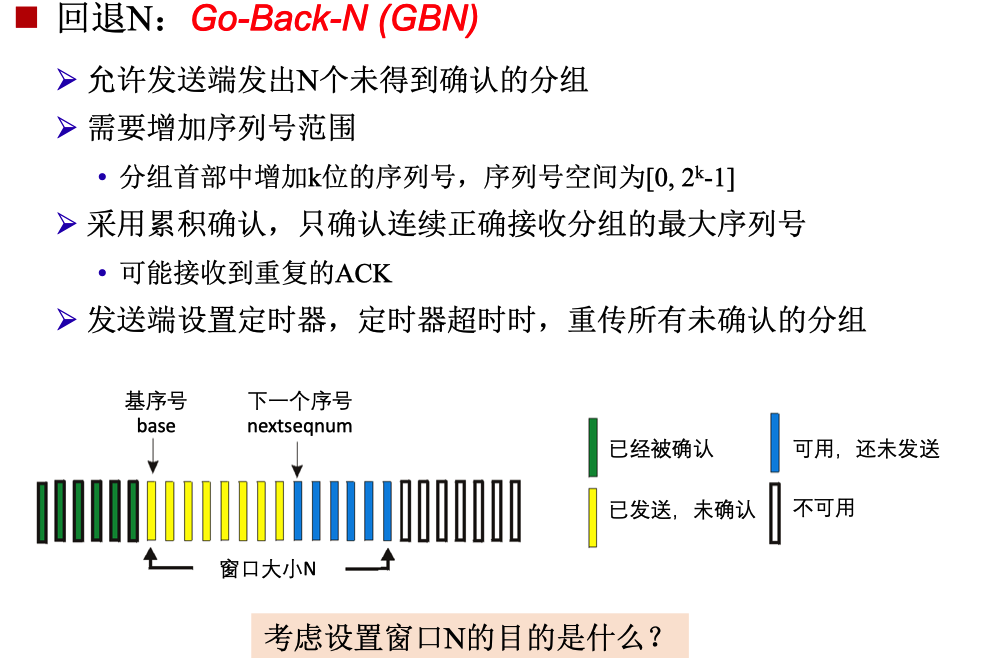 回退N：Go-Back-N (GBN)
允许发送端发出N个未得到确认的分组
需要增加序列号范围
• 分组首部中增加k位的序列号，序列号空间为[0, 2ᵏ-1]
采用累积确认，只确认连续正确接收分组的最大序列号
• 可能接收到重复的ACK
发送端设置定时器，定时器超时时，重传所有未确认的分组
基序号
base
下一个序号
nextseqnum
窗口大小N
已经被确认
可用，还未发送
已发送，未确认
不可用
考虑设置窗口N的目的是什么？